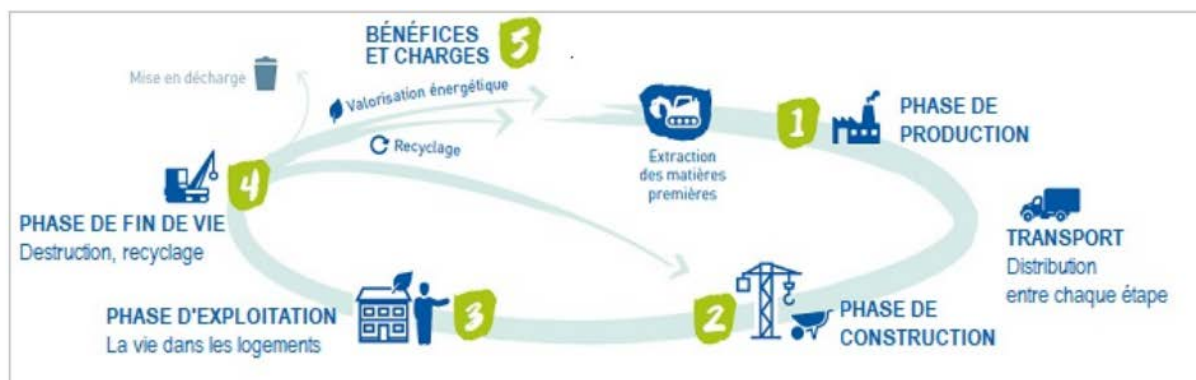 BÉNÉFICES
ET CHARGES
5
Mise en décharge
Valorisation énergétique
Recyclage
Extraction
des matières
premières
1
PHASE DE
PRODUCTION
4
PHASE DE FIN DE VIE
Destruction, recyclage
TRANSPORT
Distribution
entre chaque étape
PHASE D'EXPLOITATION
La vie dans les logements
3
2
PHASE DE
CONSTRUCTION